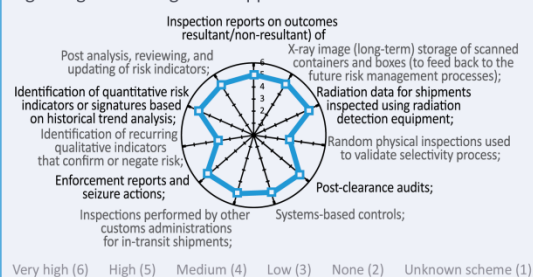 Inspection reports on outcomes
resultant/non-resultant) of
Post analysis, reviewing, and
updating of risk indicators;
X-ray image (long-term) storage of scanned
containers and boxes (to feed back to the
future risk management processes);
Identification of quantitative risk
indicators or signatures based
on historical trend analysis;
Radiation data for shipments
inspected using radiation
detection equipment;
Identification of recurring
qualitative indicators
that confirm or negate risk;
Random physical inspections used
to validate selectivity process;
Enforcement reports and
seizure actions;
Post-clearance audits;
Inspections performed by other
customs administrations
for in-transit shipments;
Systems-based controls;
6
5
4
3
2
1
Very high (6) High (5) Medium (4) Low (3) None (2) Unknown scheme (1)